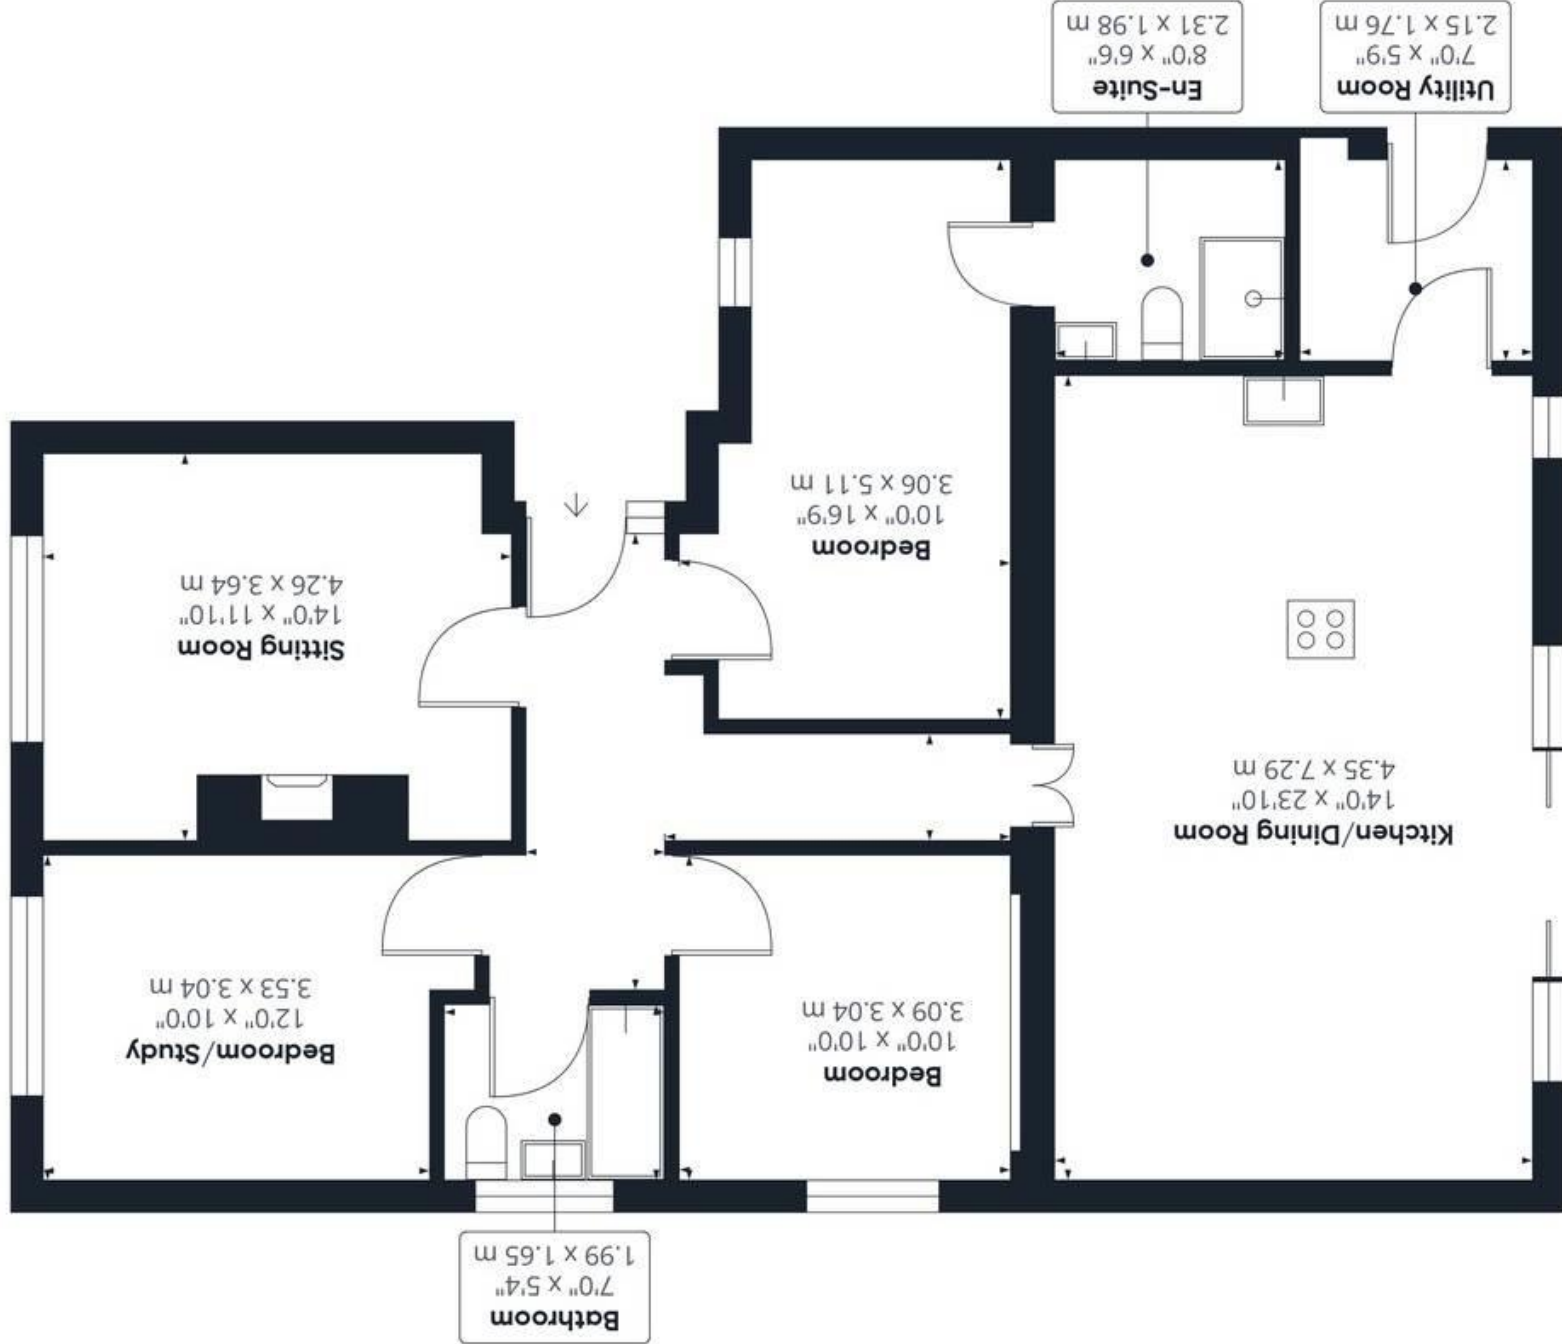 Bathroom
7'0" x 5'4"
1.99 x 1.65 m
Bedroom
10'0" x 10'0"
3.09 x 3.04 m
Bedroom/Study
12'0" x 10'0"
3.53 x 3.04 m
Kitchen/Dining Room
14'0" x 23'10"
4.35 x 7.29 m
Sitting Room
14'0" x 11'10"
4.26 x 3.64 m
Bedroom
10'0" x 16'9"
3.06 x 5.11 m
Utility Room
7'0" x 5'9"
2.15 x 1.76 m
En-Suite
8'0" x 6'6"
2.31 x 1.98 m